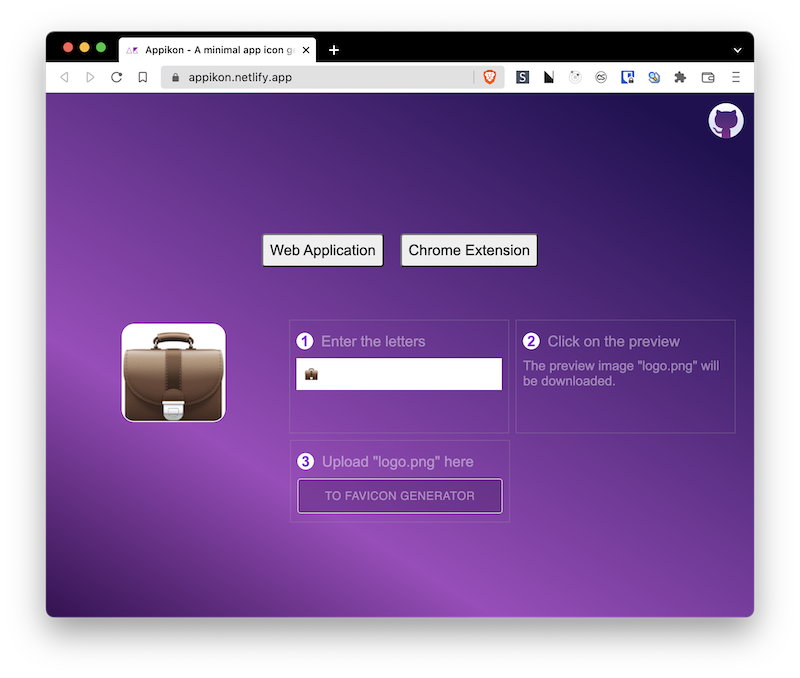 Appikon - A minimal app icon g
appikon.netlify.app
S
Web Application
Chrome Extension
1 Enter the letters
2 Click on the preview
The preview image "logo.png" will
be downloaded.
3 Upload "logo.png" here
TO FAVICON GENERATOR